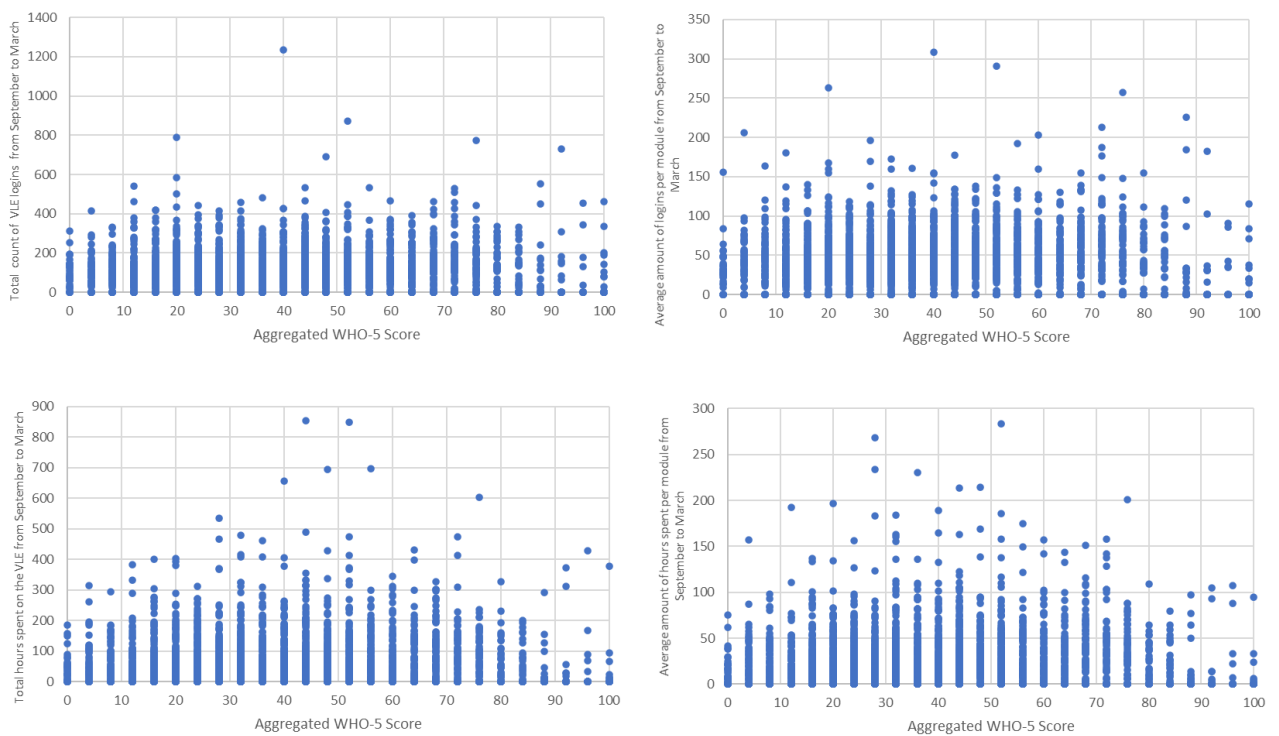 1400
1200
1000
800
600
400
200
0
0 10 20 30 40 50 60 70 80 90 100
Total count of VLE logins from September to March
Aggregated WHO-5 Score
350
300
250
200
150
100
50
0
0 10 20 30 40 50 60 70 80 90 100
Average amount of logins per module from September to
March
Aggregated WHO-5 Score
900
800
700
600
500
400
300
200
100
0
0 10 20 30 40 50 60 70 80 90 100
Total hours spent on the VLE from September to March
Aggregated WHO-5 Score
300
250
200
150
100
50
0
0 10 20 30 40 50 60 70 80 90 100
Average amount of hours spent per module from
September to March
Aggregated WHO-5 Score